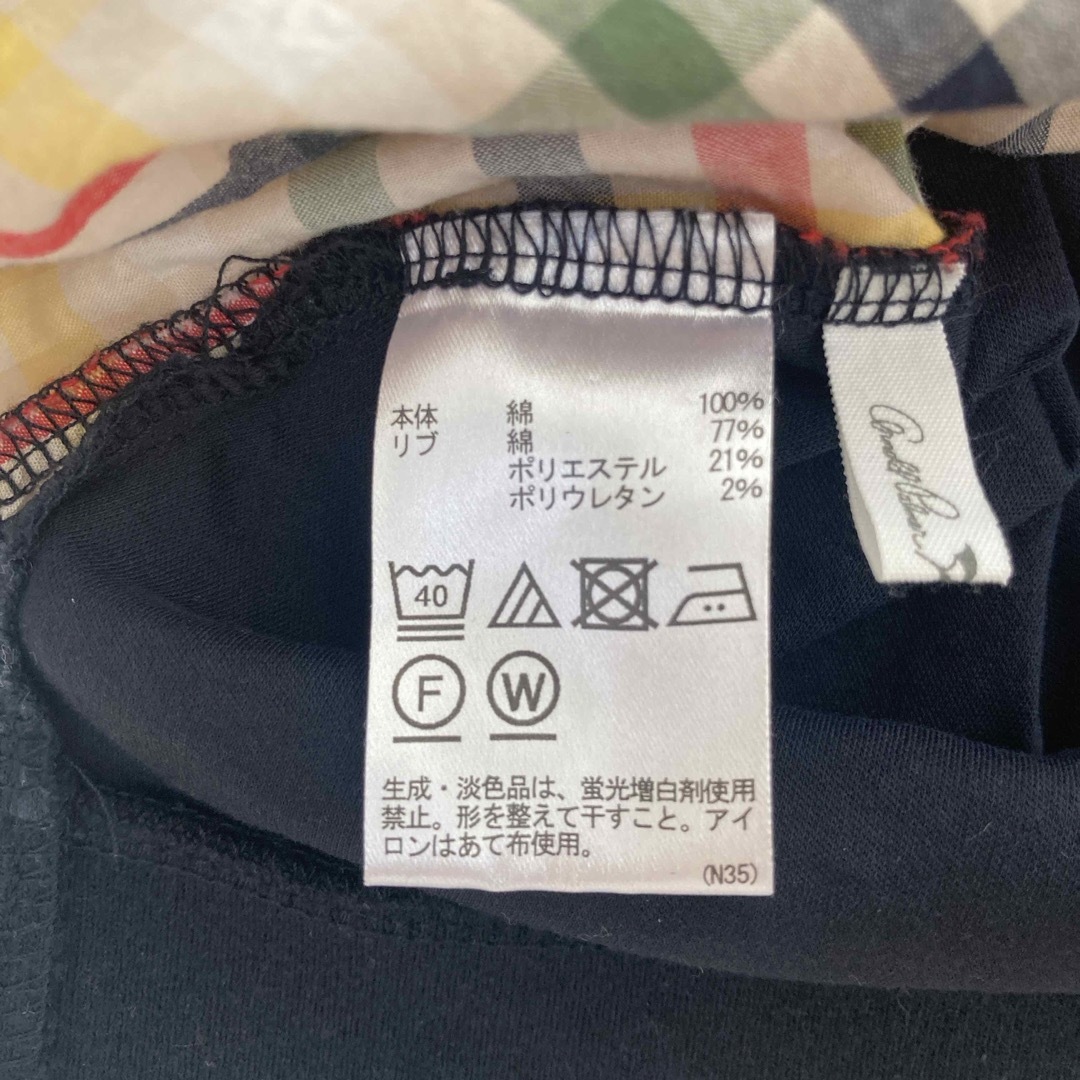 本体 綿 100%
リブ 綿 77%
ポリエステル 21%
ポリウレタン 2%
40
F W
生成・淡色品は、蛍光増白剤使用
禁止。形を整えて干すこと。アイ
ロンはあて布使用。
(N35)
Arnold Palmer